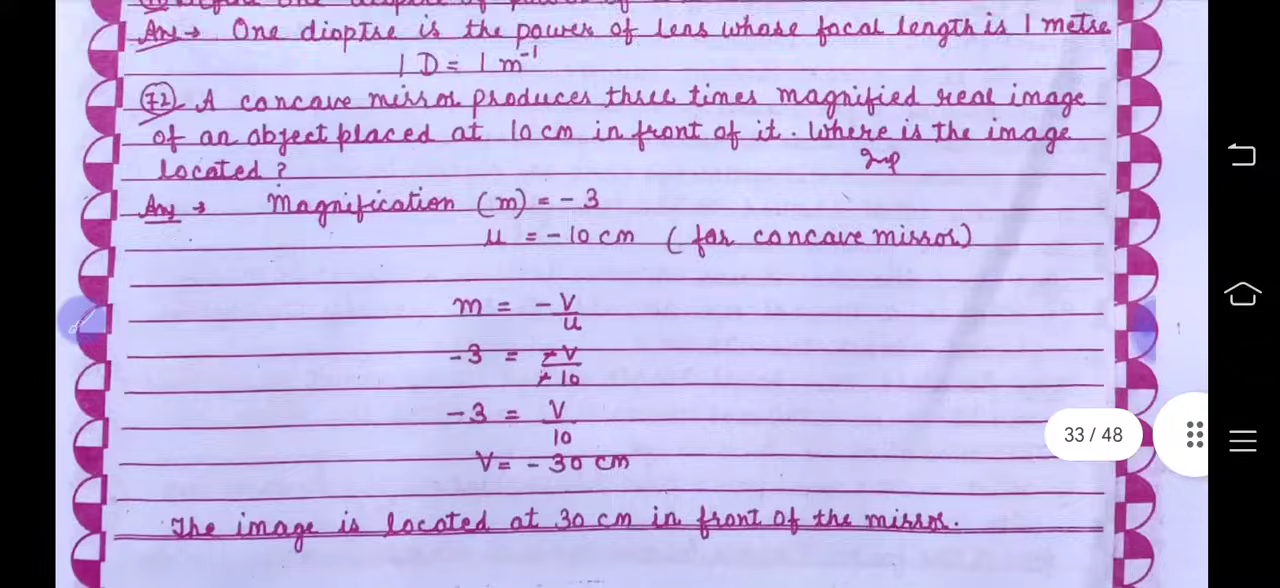 Ans → One dioptre is the power of lens whose focal length is 1 metre
1 D = 1 m⁻¹
72) A concave mirror produces three times magnified real image
of an object placed at 10 cm in front of it. Where is the image
located ?
Imp
Ans → Magnification (m) = - 3
u = - 10 cm ( for concave mirror)
m = - V/u
-3 = -V/-10
-3 = V/10
V = - 30 cm
The image is located at 30 cm in front of the mirror.
33 / 48